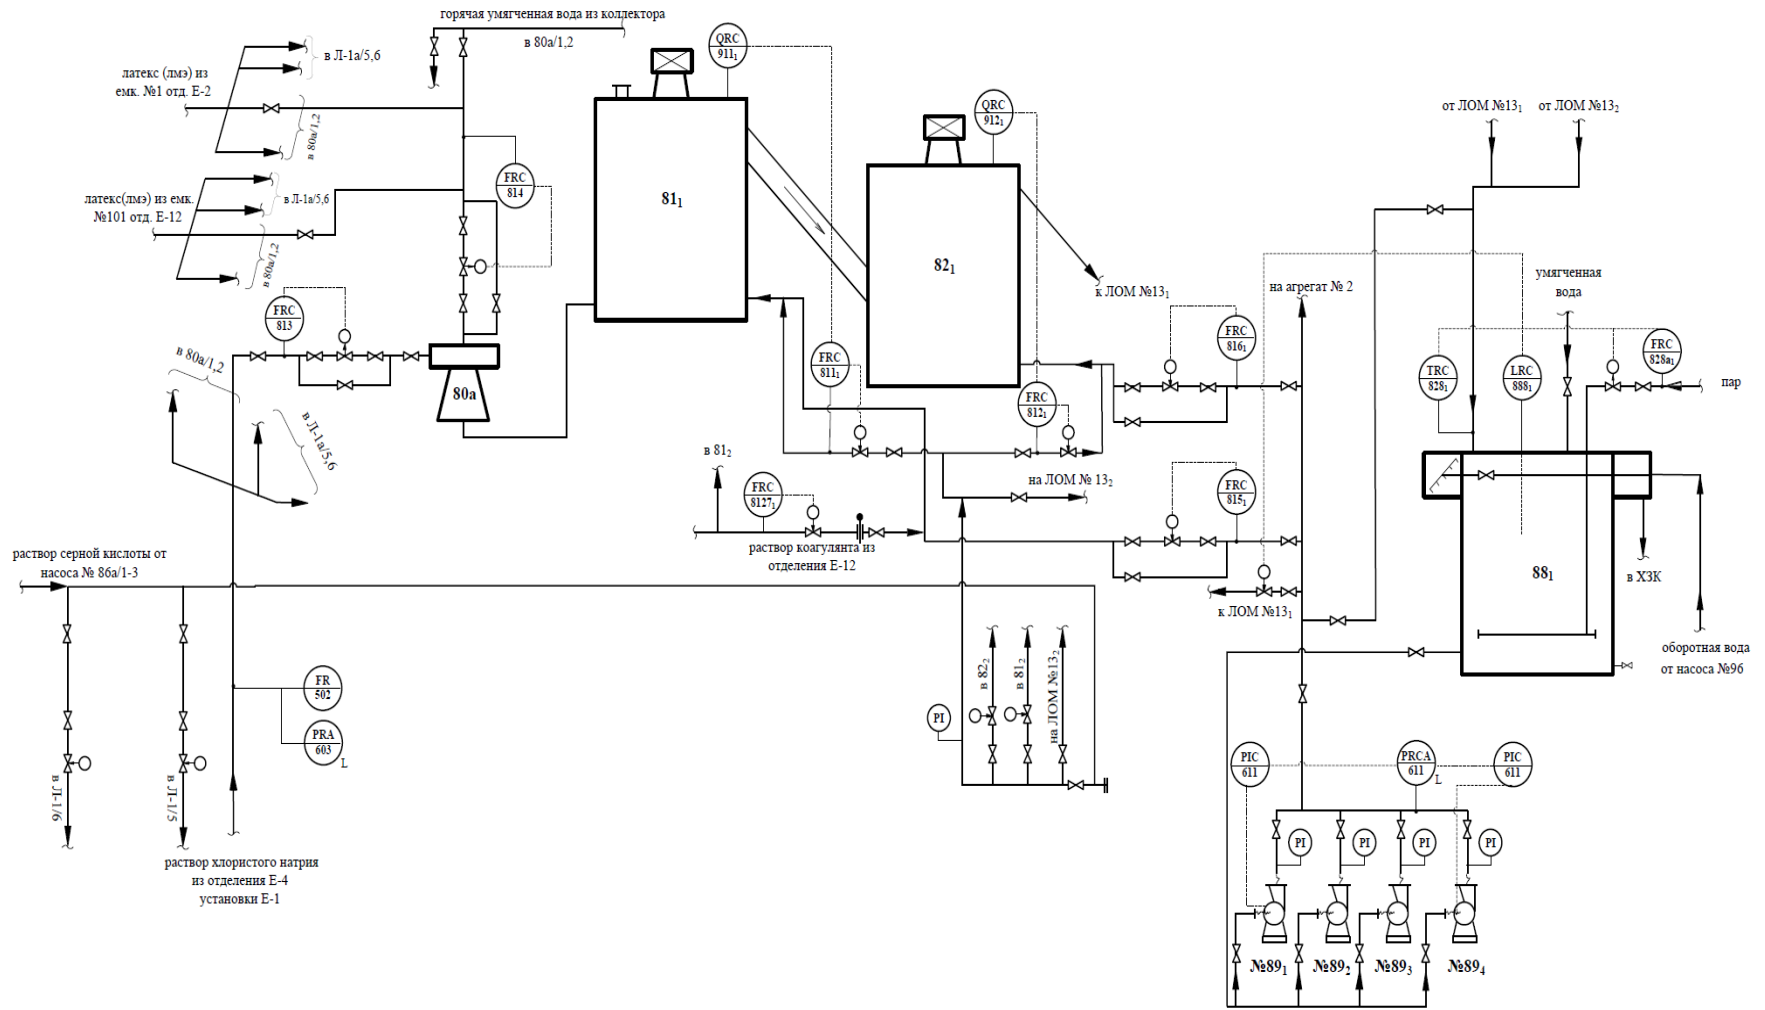 горячая умягченная вода из коллектора
в 80а/1,2
в Л-1а/5,6
латекс (лмэ) из
емк. №1 отд. Е-2
в 80а/1,2
латекс(лмэ) из емк.
№101 отд. Е-12
в Л-1а/5,6
в 80а/1,2
FRC
814
FRC
813
80а
в 80а/1,2
в Л-1а/5,6
QRC
911₁
81₁
QRC
912₁
82₁
к ЛОМ №13₁
FRC
811₁
FRC
812₁
FRC
816₁
на агрегат № 2
от ЛОМ №13₁
от ЛОМ №13₂
умягченная
вода
TRC
828₁
LRC
888₁
FRC
828а₁
пар
в 81₂
FRC
8127₁
раствор коагулянта из
отделения Е-12
на ЛОМ № 13₂
FRC
815₁
к ЛОМ №13₁
88₁
в ХЗК
оборотная вода
от насоса №96
раствор серной кислоты от
насоса № 86а/1-3
в Л-1/6
в Л-1/5
FR
502
PRA
603
L
раствор хлористого натрия
из отделения Е-4
установки Е-1
PI
в 82₂
в 81₂
на ЛОМ №13₂
PIC
611
PRCA
611
L
PIC
611
PI
PI
PI
PI
№89₁
№89₂
№89₃
№89₄